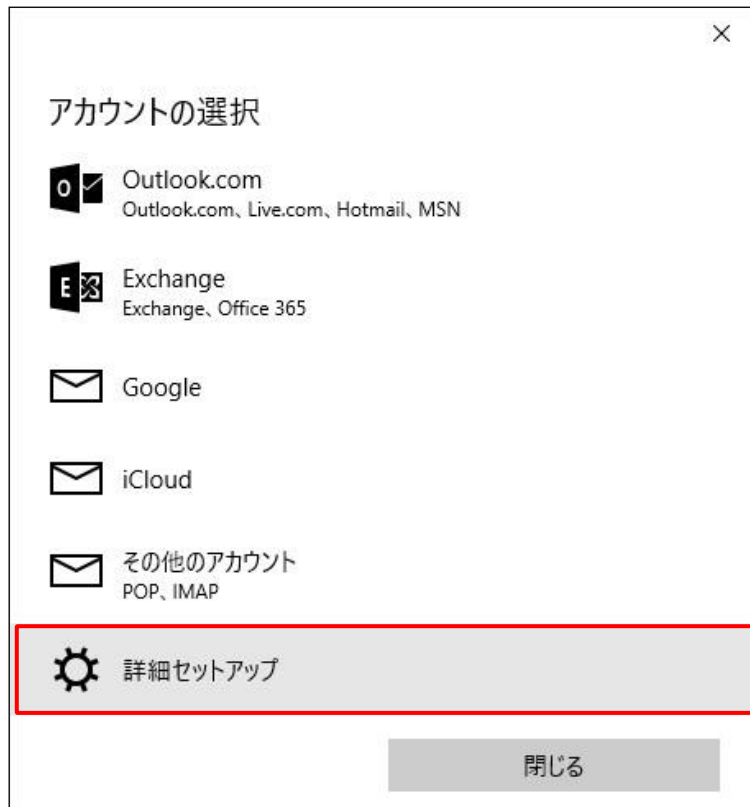 アカウントの選択
Outlook.com
Outlook.com、Live.com、Hotmail、MSN
Exchange
Exchange、Office 365
Google
iCloud
その他のアカウント
POP、IMAP
詳細セットアップ
閉じる